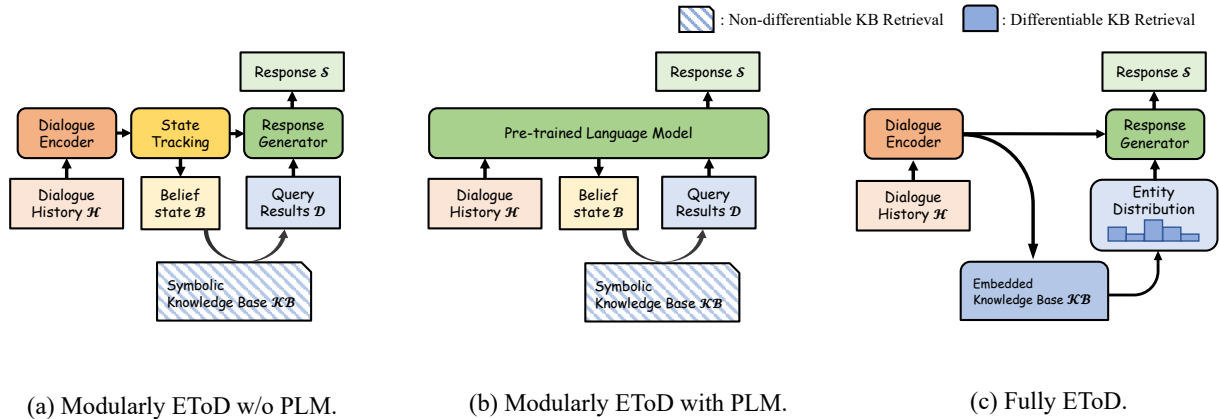 : Non-differentiable KB Retrieval
: Differentiable KB Retrieval
Response 𝒮
Dialogue
Encoder
State
Tracking
Response
Generator
Dialogue
History ℋ
Belief
state ℬ
Query
Results 𝒟
Symbolic
Knowledge Base 𝒦ℬ
(a) Modularly EToD w/o PLM.
Response 𝒮
Pre-trained Language Model
Dialogue
History ℋ
Belief
state ℬ
Query
Results 𝒟
Symbolic
Knowledge Base 𝒦ℬ
(b) Modularly EToD with PLM.
Response 𝒮
Dialogue
Encoder
Response
Generator
Dialogue
History ℋ
Entity
Distribution
Embedded
Knowledge Base 𝒦ℬ
(c) Fully EToD.